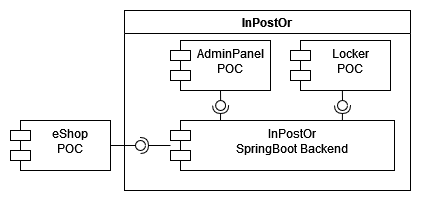 InPostOr
AdminPanel
POC
Locker
POC
eShop
POC
InPostOr
SpringBoot Backend